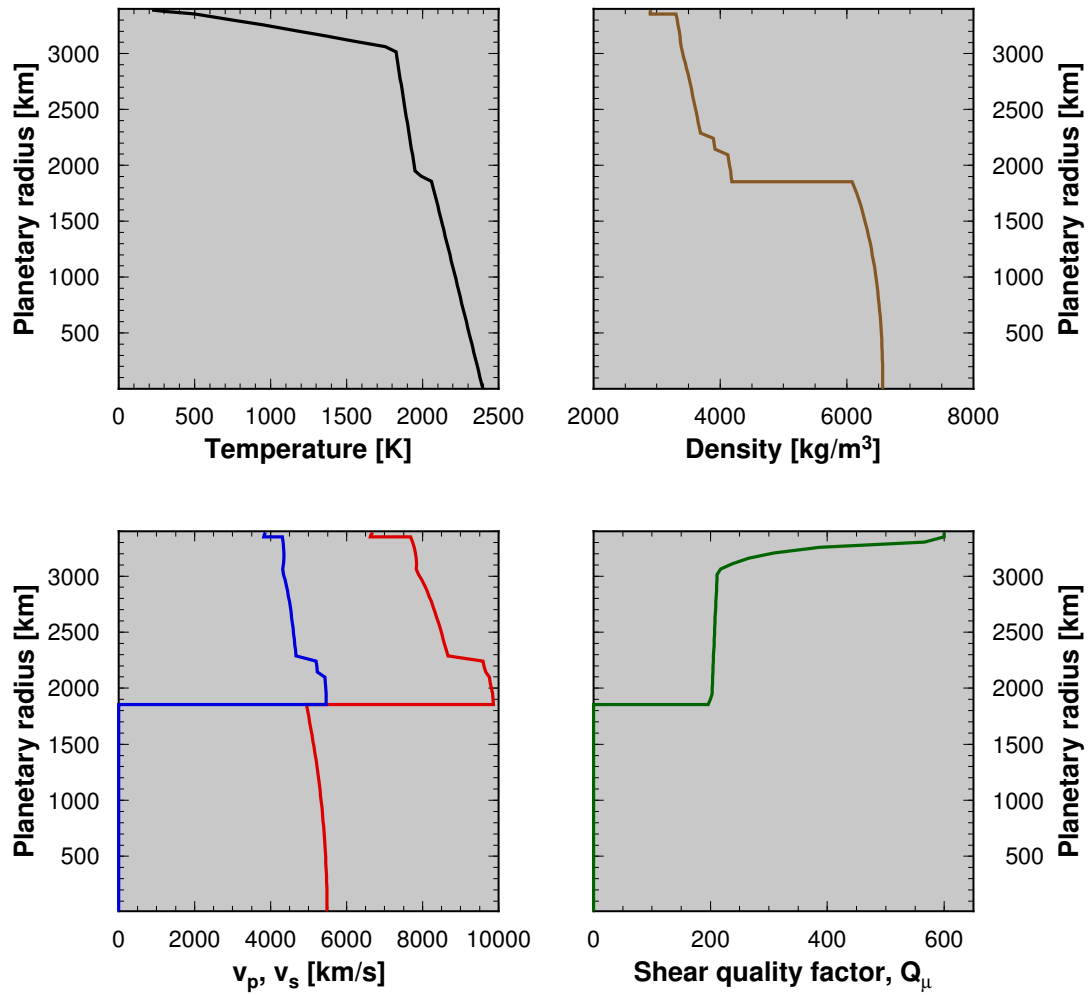 Planetary radius [km]
3000
2500
2000
1500
1000
500
0 500 1000 1500 2000 2500
Temperature [K]
3000
2500
2000
1500
1000
500
Planetary radius [km]
2000 4000 6000 8000
Density [kg/m³]
Planetary radius [km]
3000
2500
2000
1500
1000
500
0 2000 4000 6000 8000 10000
vₚ, vₛ [km/s]
3000
2500
2000
1500
1000
500
Planetary radius [km]
0 200 400 600
Shear quality factor, Q_μ